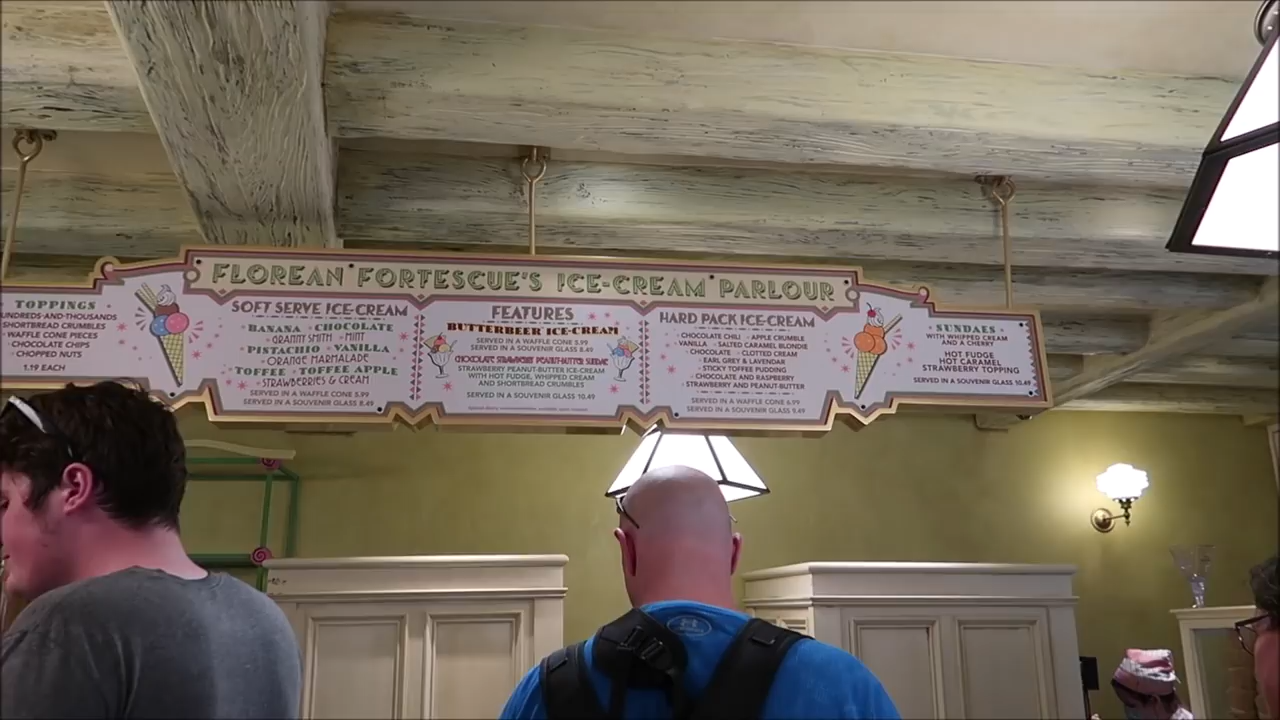 FLOREAN FORTESCUE'S ICE-CREAM PARLOUR
TOPPINGS
HUNDREDS-AND-THOUSANDS
SHORTBREAD CRUMBLES
• WAFFLE CONE PIECES
• CHOCOLATE CHIPS
• CHOPPED NUTS
1.19 EACH
SOFT SERVE ICE-CREAM
BANANA • CHOCOLATE
• GRANNY SMITH • MINT
PISTACHIO • VANILLA
• ORANGE MARMALADE
TOFFEE • TOFFEE APPLE
• STRAWBERRIES & CREAM
SERVED IN A WAFFLE CONE 5.99
SERVED IN A SOUVENIR GLASS 8.49
FEATURES
BUTTERBEER ICE-CREAM
SERVED IN A WAFFLE CONE 5.99
SERVED IN A SOUVENIR GLASS 8.49
CHOCOLATE STRAWBERRY PEANUT-BUTTER SUNDAE
STRAWBERRY PEANUT-BUTTER ICE-CREAM
WITH HOT FUDGE, WHIPPED CREAM
AND SHORTBREAD CRUMBLES
SERVED IN A SOUVENIR GLASS 10.49
HARD PACK ICE-CREAM
• CHOCOLATE CHILI • APPLE CRUMBLE
• VANILLA • SALTED CARAMEL BLONDIE
• CHOCOLATE • CLOTTED CREAM
• EARL GREY & LAVENDAR
• STICKY TOFFEE PUDDING
• CHOCOLATE AND RASPBERRY
• STRAWBERRY AND PEANUT-BUTTER
SERVED IN A WAFFLE CONE 6.99
SERVED IN A SOUVENIR GLASS 9.49
SUNDAES
WITH WHIPPED CREAM
AND A CHERRY
HOT FUDGE
HOT CARAMEL
STRAWBERRY TOPPING
SERVED IN A SOUVENIR GLASS 10.49